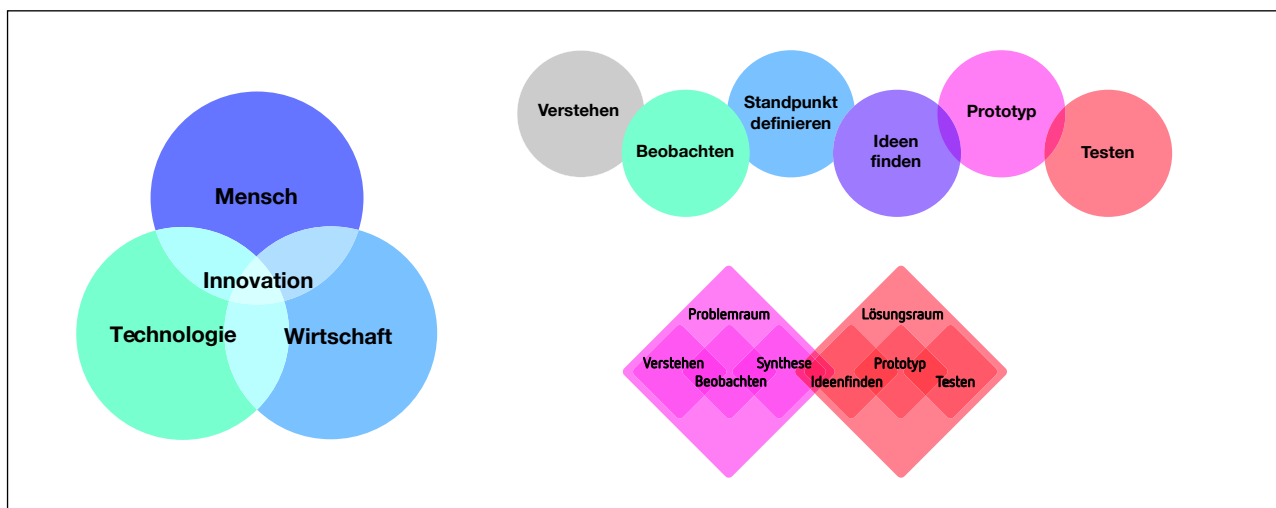 Mensch
Innovation
Technologie
Wirtschaft
Verstehen
Beobachten
Standpunkt
definieren
Ideen
finden
Prototyp
Testen
Problemraum
Verstehen
Beobachten
Synthese
Lösungsraum
Ideenfinden
Prototyp
Testen